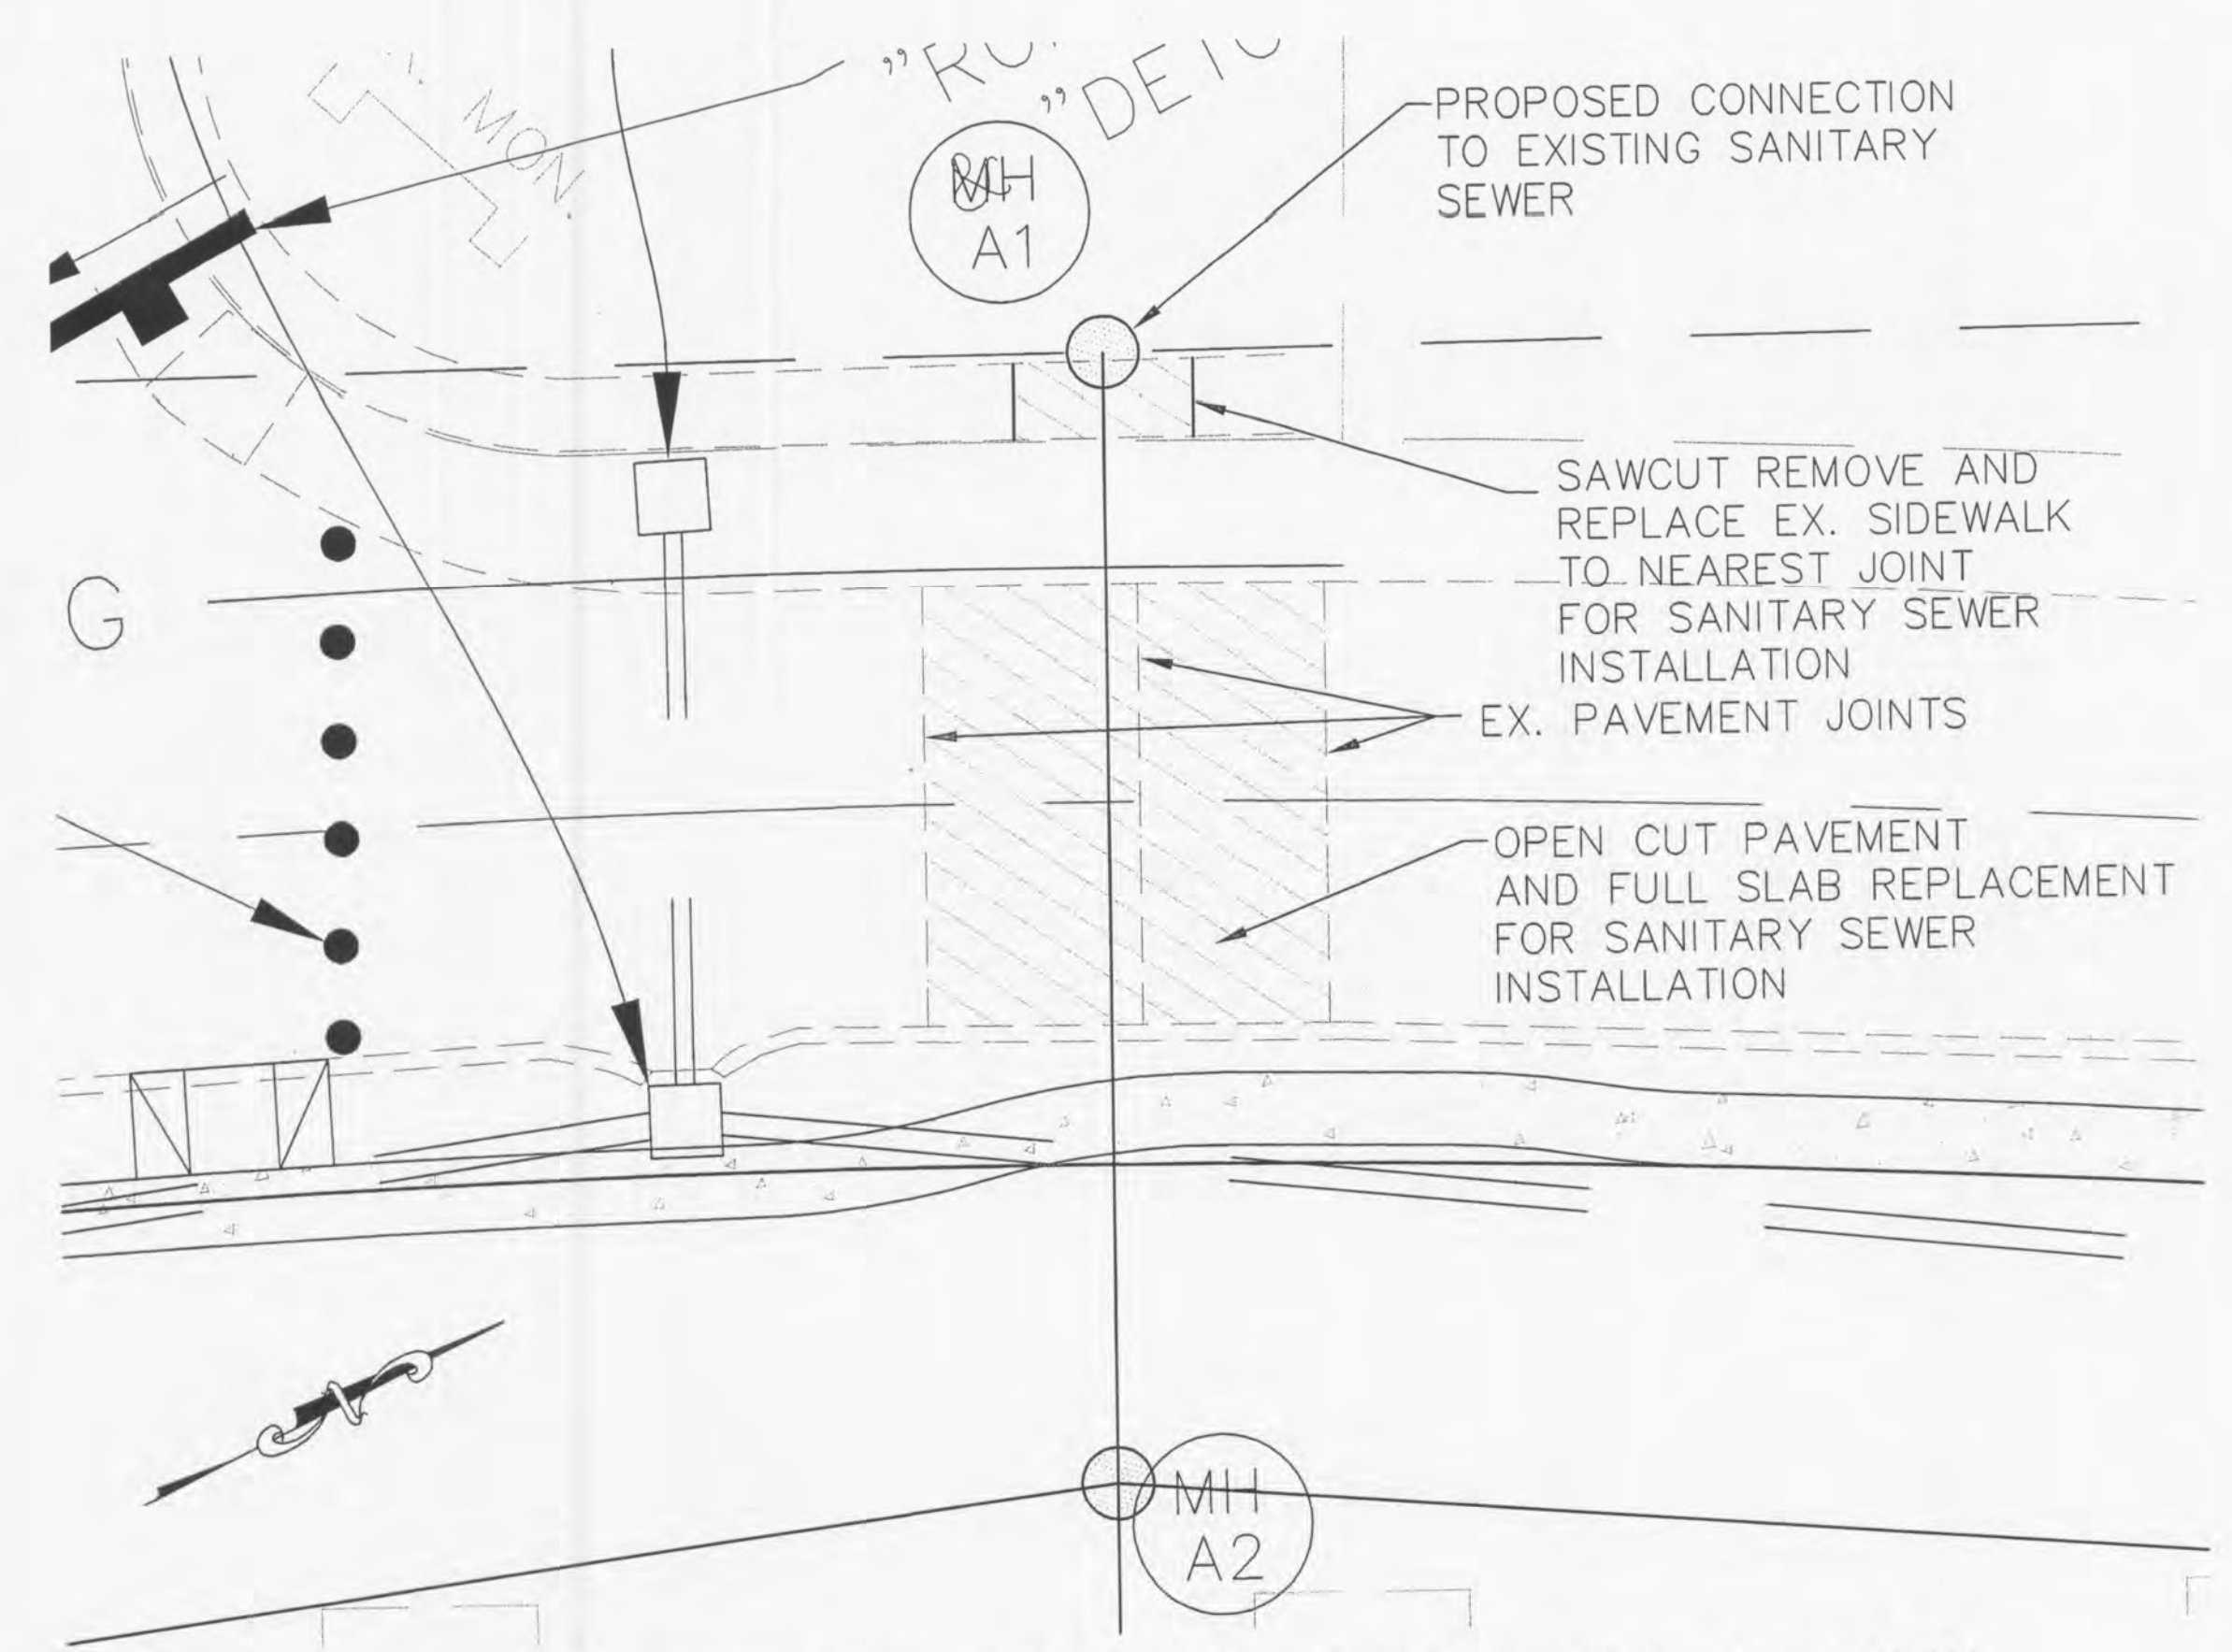 MON.
MH
A1
PROPOSED CONNECTION
TO EXISTING SANITARY
SEWER
SAWCUT REMOVE AND
REPLACE EX. SIDEWALK
TO NEAREST JOINT
FOR SANITARY SEWER
INSTALLATION
G
EX. PAVEMENT JOINTS
OPEN CUT PAVEMENT
AND FULL SLAB REPLACEMENT
FOR SANITARY SEWER
INSTALLATION
N
MH
A2